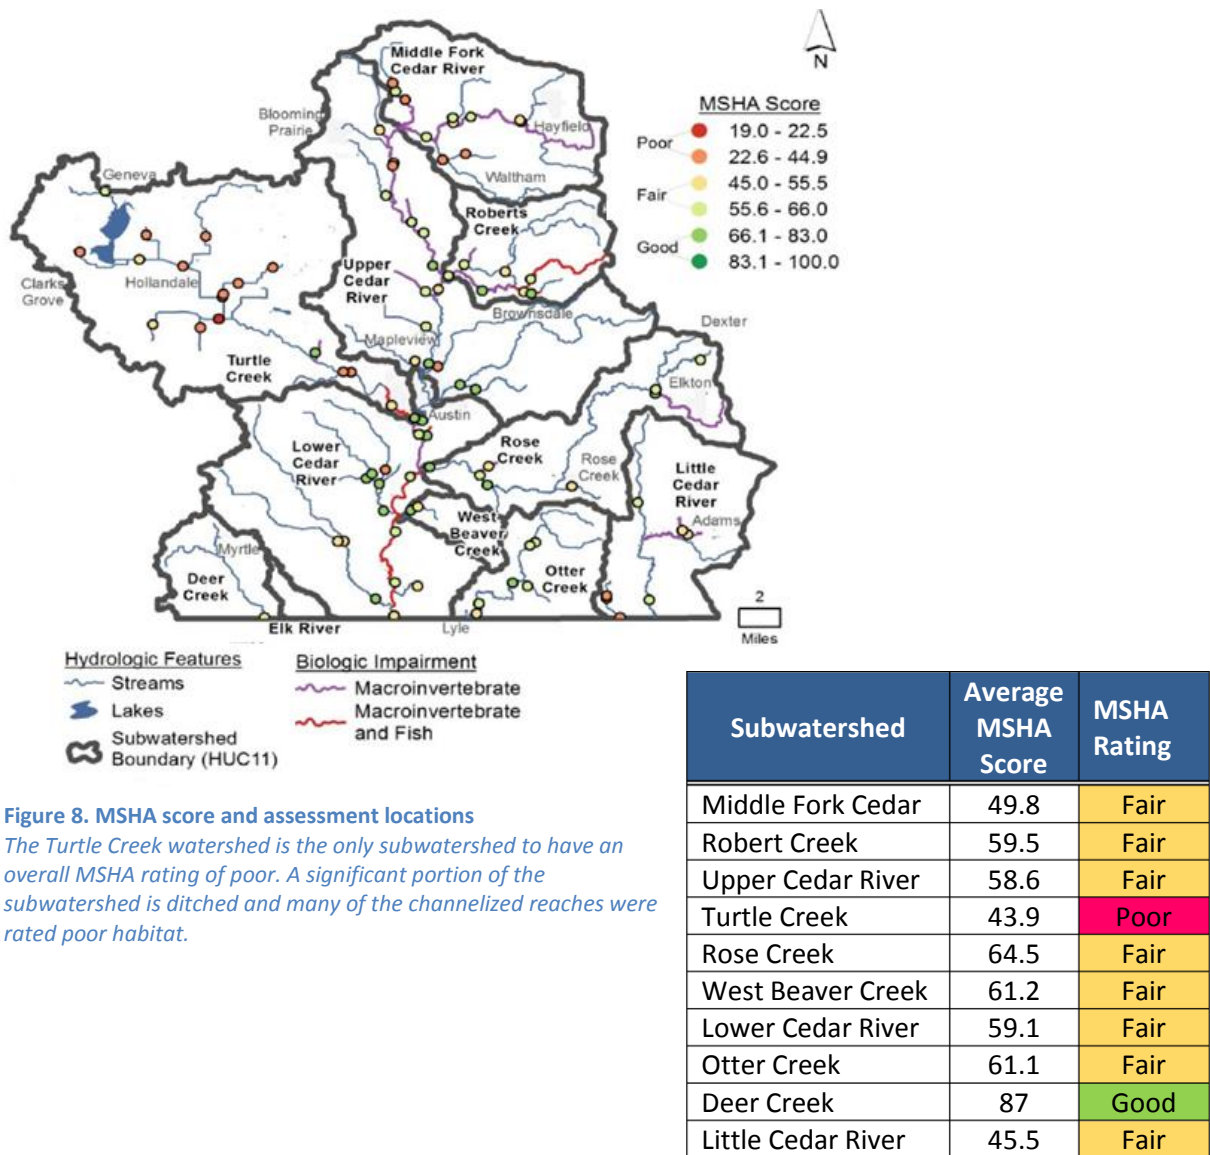 Middle Fork
Cedar River
N
Blooming
Prairie
Hayfield
MSHA Score
Poor
19.0 - 22.5
22.6 - 44.9
Fair
45.0 - 55.5
55.6 - 66.0
Good
66.1 - 83.0
83.1 - 100.0
Geneva
Waltham
Roberts
Creek
Clarks
Grove
Hollandale
Upper
Cedar
River
Brownsdale
Dexter
Mapleview
Turtle
Creek
Elkton
Austin
Lower
Cedar
River
Rose
Creek
Rose
Creek
Little
Cedar
River
Adams
West
Beaver
Creek
Myrtle
Deer
Creek
Otter
Creek
Elk River
Lyle
2
Miles
Hydrologic Features
Streams
Lakes
Subwatershed
Boundary (HUC11)
Biologic Impairment
Macroinvertebrate
Macroinvertebrate
and Fish
Figure 8. MSHA score and assessment locations
The Turtle Creek watershed is the only subwatershed to have an
overall MSHA rating of poor. A significant portion of the
subwatershed is ditched and many of the channelized reaches were
rated poor habitat.
Subwatershed Average MSHA Score MSHA Rating
Middle Fork Cedar 49.8 Fair
Robert Creek 59.5 Fair
Upper Cedar River 58.6 Fair
Turtle Creek 43.9 Poor
Rose Creek 64.5 Fair
West Beaver Creek 61.2 Fair
Lower Cedar River 59.1 Fair
Otter Creek 61.1 Fair
Deer Creek 87 Good
Little Cedar River 45.5 Fair